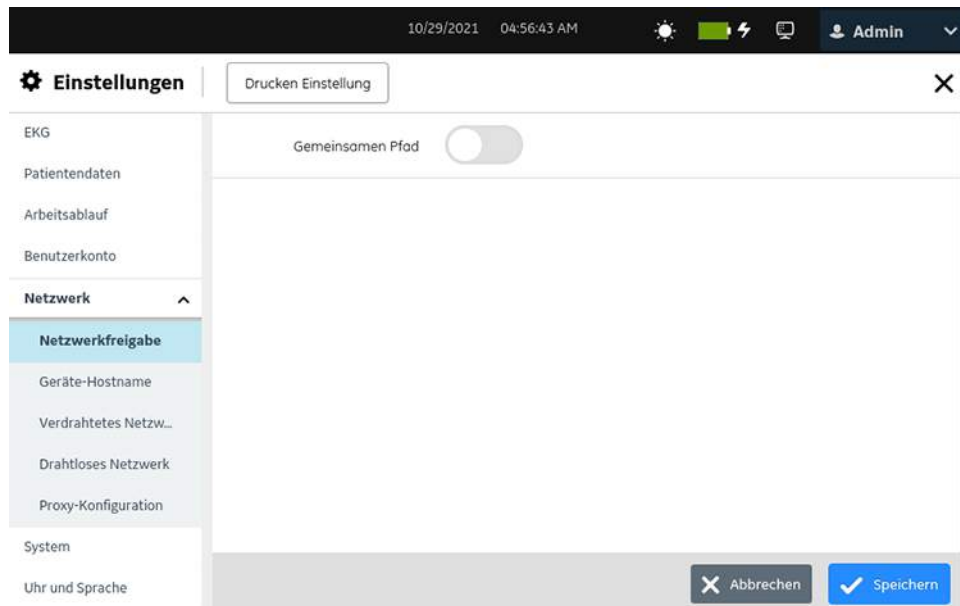 10/29/2021 04:56:43 AM Admin
Einstellungen Drucken Einstellung
EKG
Gemeinsamen Pfad
Patientendaten
Arbeitsablauf
Benutzerkonto
Netzwerk
Netzwerkfreigabe
Geräte-Hostname
Verdrahtetes Netzw...
Drahtloses Netzwerk
Proxy-Konfiguration
System
Uhr und Sprache
Abbrechen Speichern